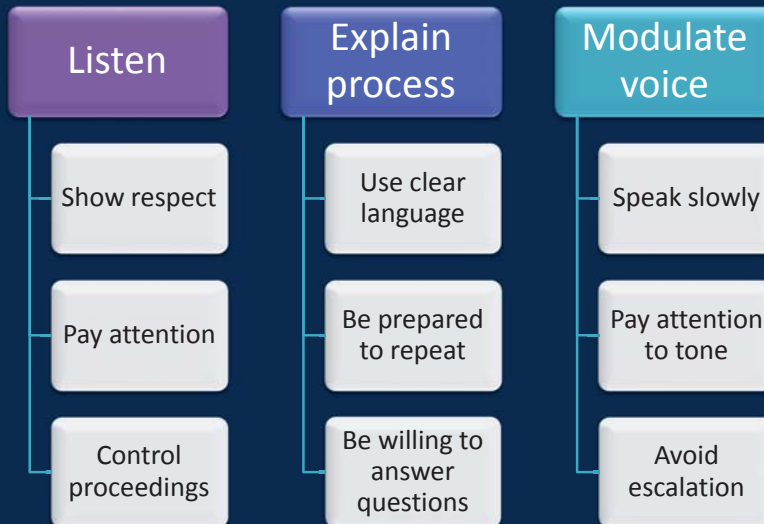 Listen
Show respect
Pay attention
Control
proceedings
Explain
process
Use clear
language
Be prepared
to repeat
Be willing to
answer
questions
Modulate
voice
Speak slowly
Pay attention
to tone
Avoid
escalation